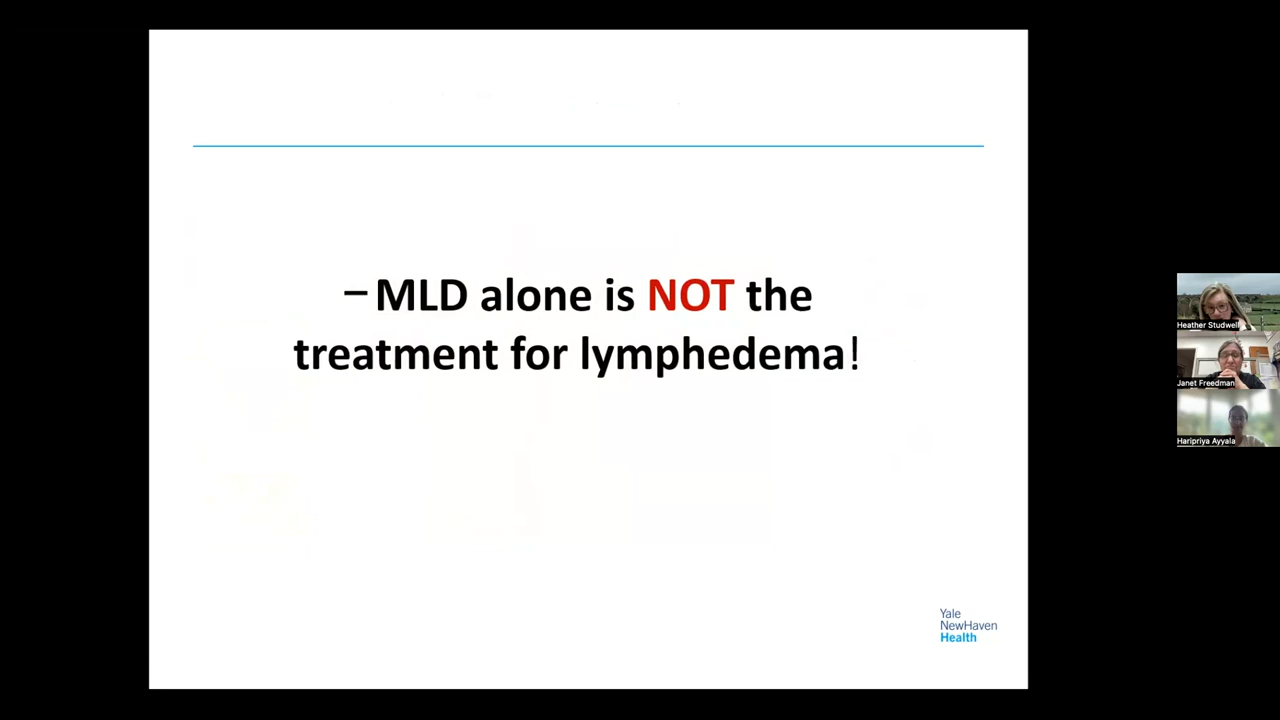 –MLD alone is NOT the
treatment for lymphedema!
Heather Studwell
Janet Freedman
Haripriya Ayyala
Yale
NewHaven
Health